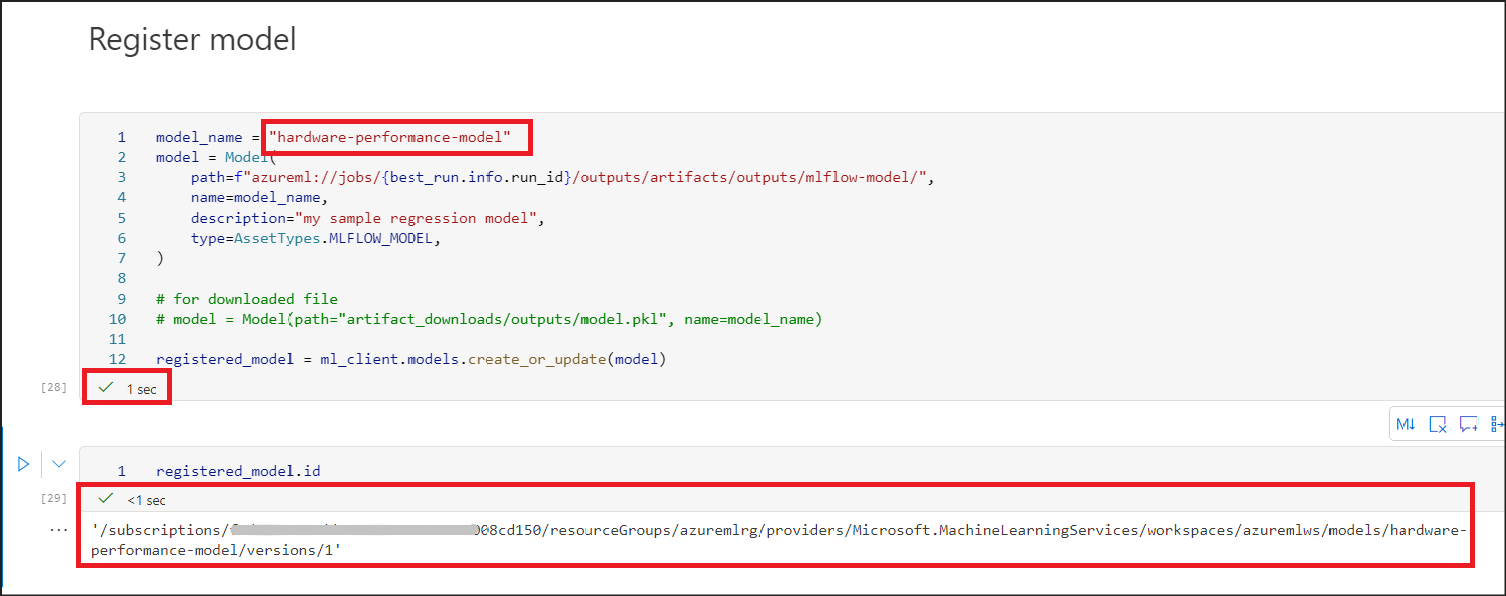 Register model
1 model_name = "hardware-performance-model"
2 model = Model(
3 path=f"azureml://jobs/{best_run.info.run_id}/outputs/artifacts/outputs/mlflow-model/",
4 name=model_name,
5 description="my sample regression model",
6 type=AssetTypes.MLFLOW_MODEL,
7 )
8
9 # for downloaded file
10 # model = Model(path="artifact_downloads/outputs/model.pkl", name=model_name)
11
12 registered_model = ml_client.models.create_or_update(model)
[28] 1 sec
M↓
1 registered_model.id
[29] <1 sec
'/subscriptions/ 008cd150/resourceGroups/azuremlrg/providers/Microsoft.MachineLearningServices/workspaces/azuremlws/models/hardware-
performance-model/versions/1'